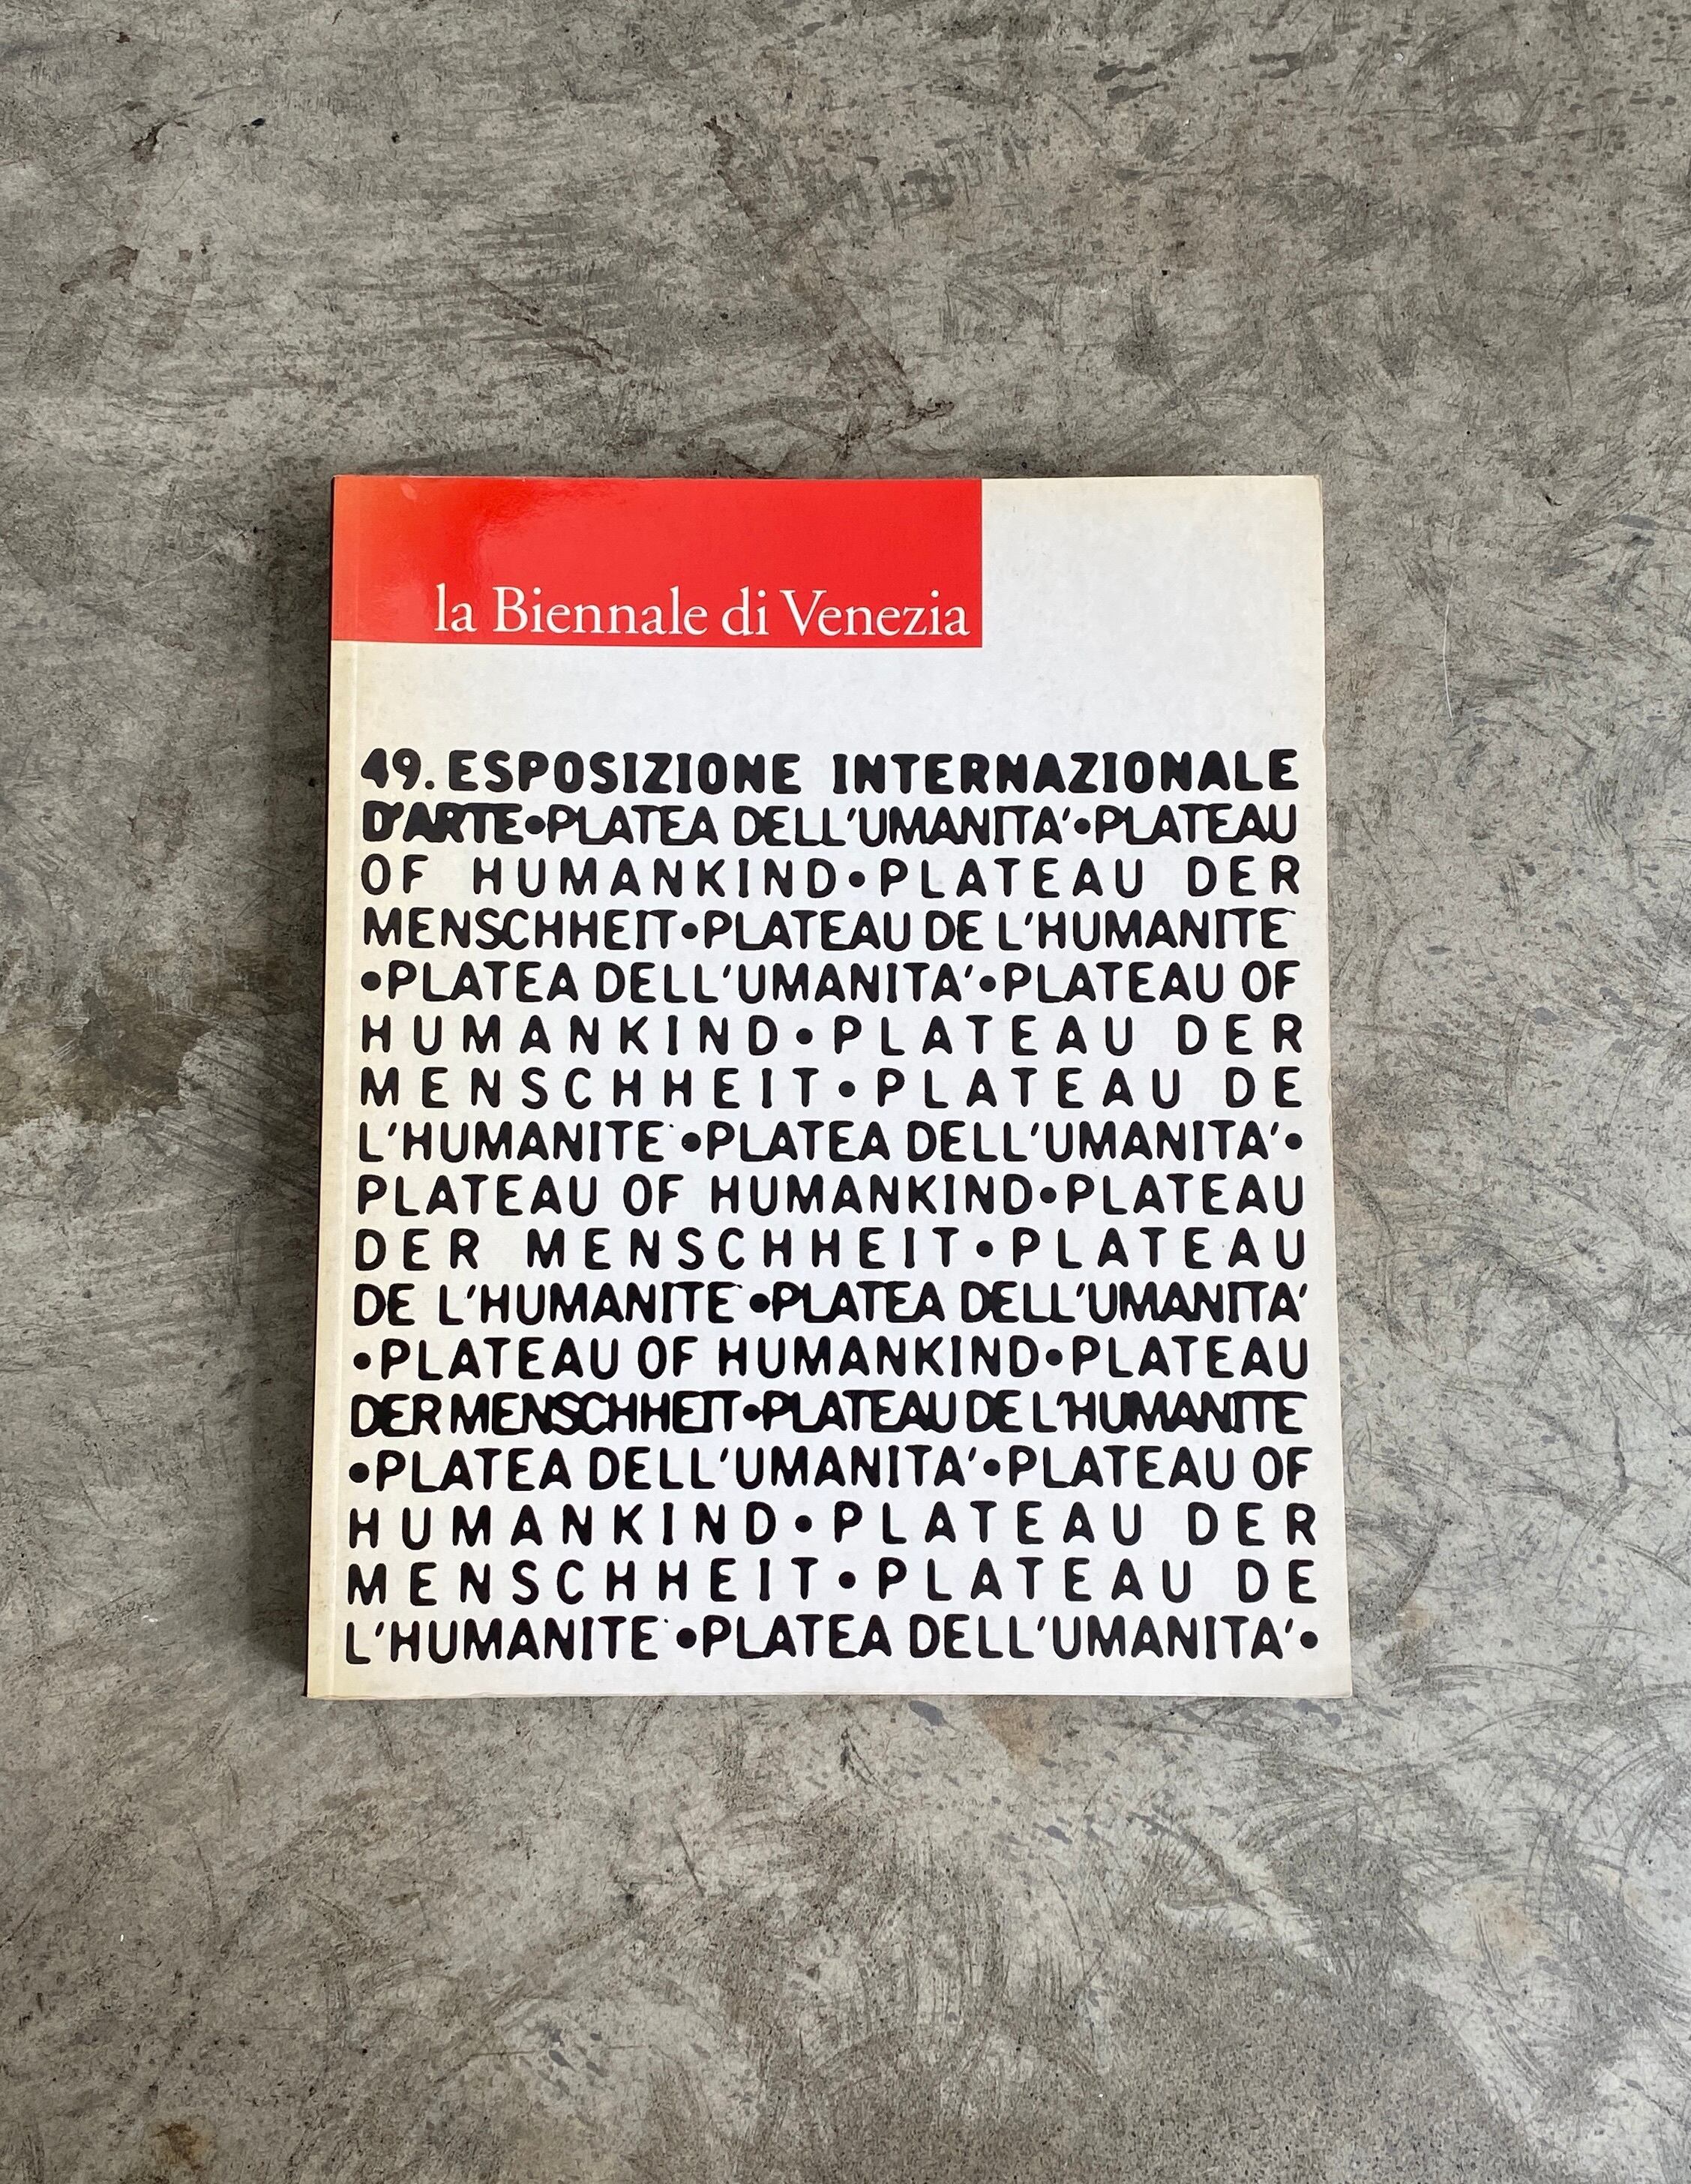 la Biennale di Venezia
49. ESPOSIZIONE INTERNAZIONALE
D'ARTE•PLATEA DELL'UMANITA'•PLATEAU
OF HUMANKIND•PLATEAU DER
MENSCHHEIT•PLATEAU DE L'HUMANITE`
•PLATEA DELL'UMANITA'•PLATEAU OF
HUMANKIND•PLATEAU DER
MENSCHHEIT•PLATEAU DE
L'HUMANITE`•PLATEA DELL'UMANITA'•
PLATEAU OF HUMANKIND•PLATEAU
DER MENSCHHEIT•PLATEAU
DE L'HUMANITE`•PLATEA DELL'UMANITA'
•PLATEAU OF HUMANKIND•PLATEAU
DER MENSCHHEIT•PLATEAU DE L'HUMANITE
•PLATEA DELL'UMANITA'•PLATEAU OF
HUMANKIND•PLATEAU DER
MENSCHHEIT•PLATEAU DE
L'HUMANITE`•PLATEA DELL'UMANITA'•